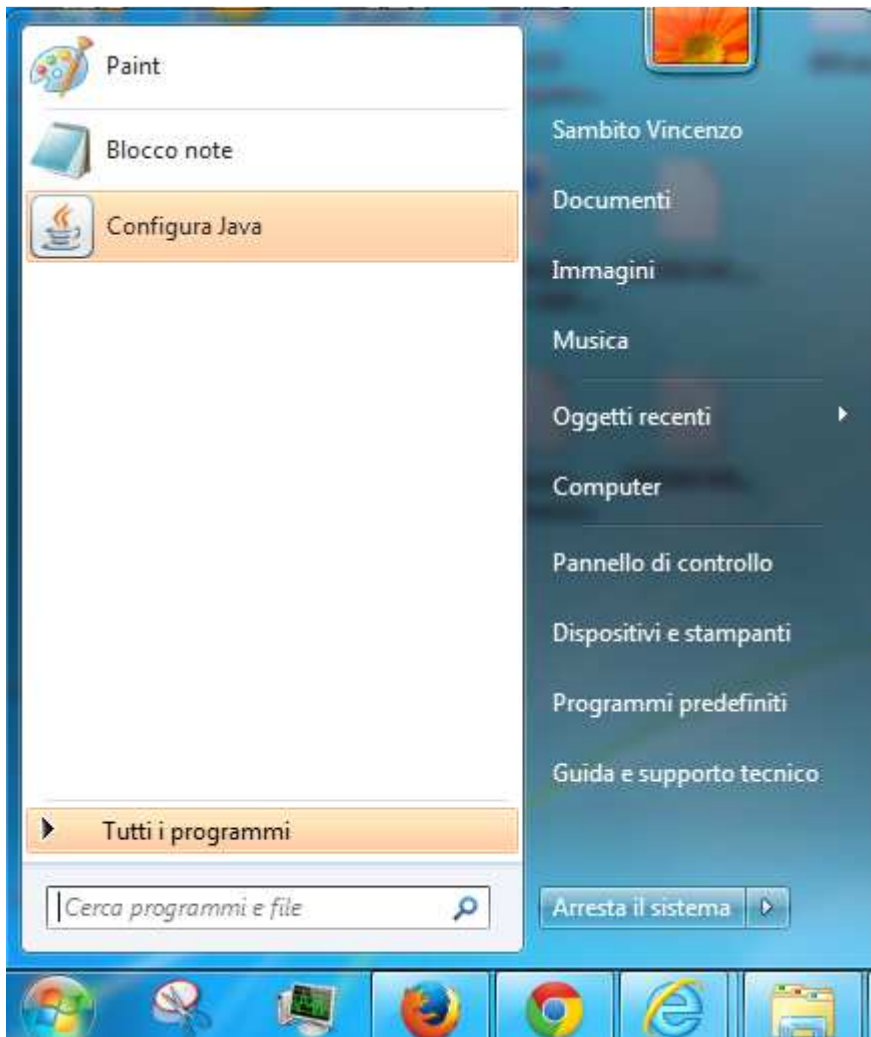 Paint
Blocco note
Configura Java
Tutti i programmi
Cerca programmi e file
Sambito Vincenzo
Documenti
Immagini
Musica
Oggetti recenti
Computer
Pannello di controllo
Dispositivi e stampanti
Programmi predefiniti
Guida e supporto tecnico
Arresta il sistema